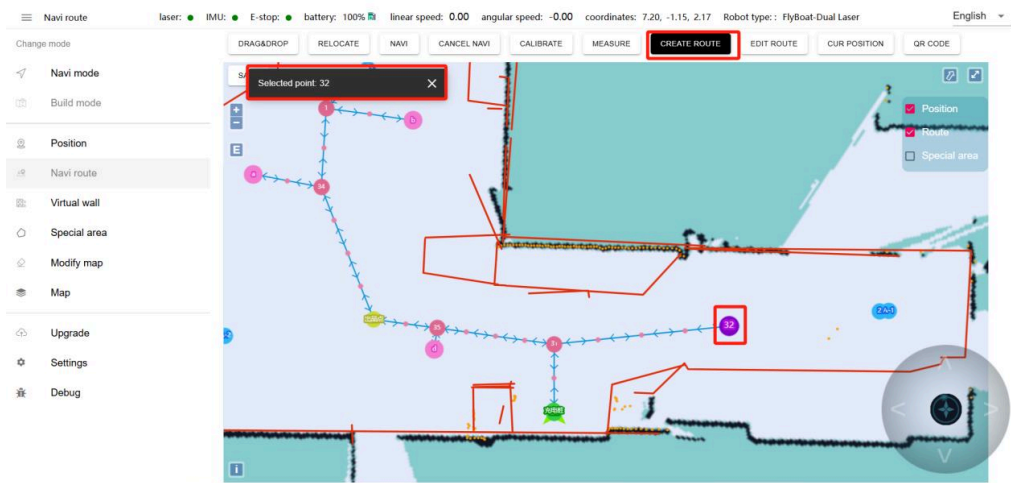 Navi route laser: IMU: E-stop: battery: 100% linear speed: 0.00 angular speed: -0.00 coordinates: 7.20, -1.15, 2.17 Robot type: : FlyBoat-Dual Laser English
Change mode
DRAG&DROP RELOCATE NAVI CANCEL NAVI CALIBRATE MEASURE CREATE ROUTE EDIT ROUTE CUR POSITION QR CODE
Navi mode
Build mode
Position
Navi route
Virtual wall
Special area
Modify map
Map
Upgrade
Settings
Debug
Selected point: 32
Position
Route
Special area
E
1
b
a
34
35
d
31
32
充电桩
i